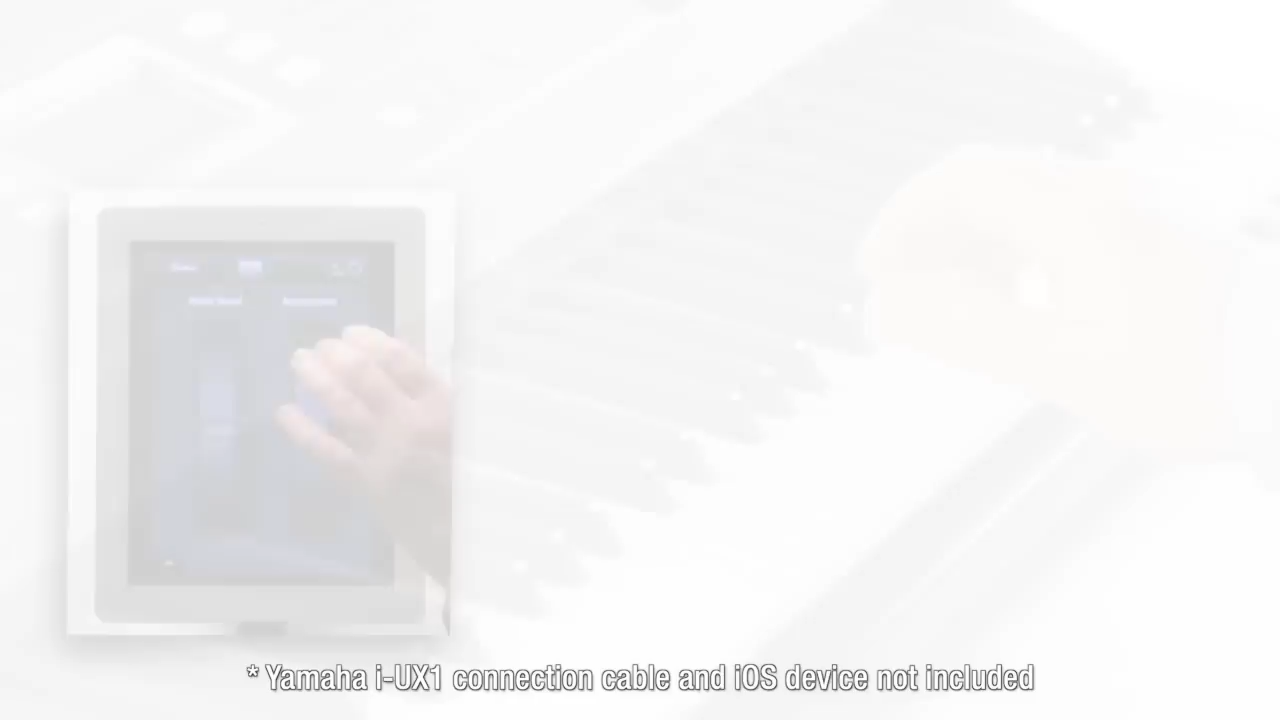 * Yamaha i-UX1 connection cable and iOS device not included